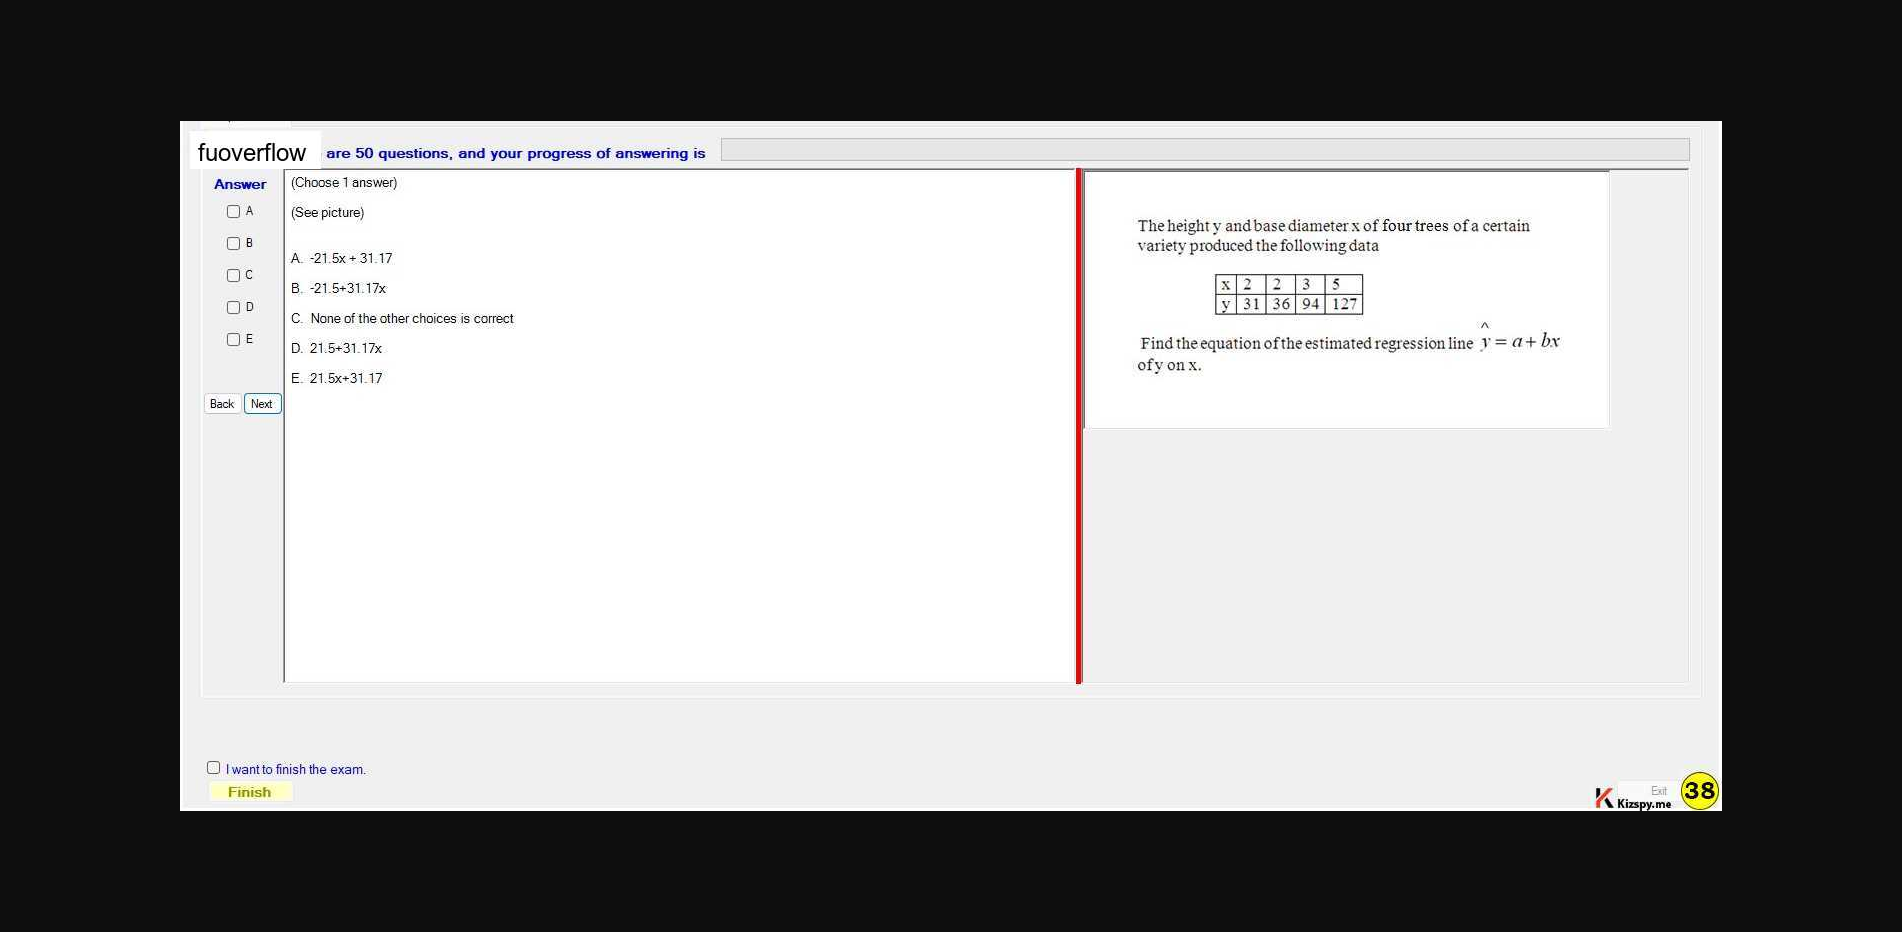 fuoverflow are 50 questions, and your progress of answering is
Answer
A
B
C
D
E
Back Next
(Choose 1 answer)
(See picture)
A. -21.5x + 31.17
B. -21.5+31.17x
C. None of the other choices is correct
D. 21.5+31.17x
E. 21.5x+31.17
The height y and base diameter x of four trees of a certain
variety produced the following data
x 2 2 3 5
y 31 36 94 127
Find the equation of the estimated regression line ŷ = a + bx
of y on x.
I want to finish the exam.
Finish
Exit
Kizspy.me
38